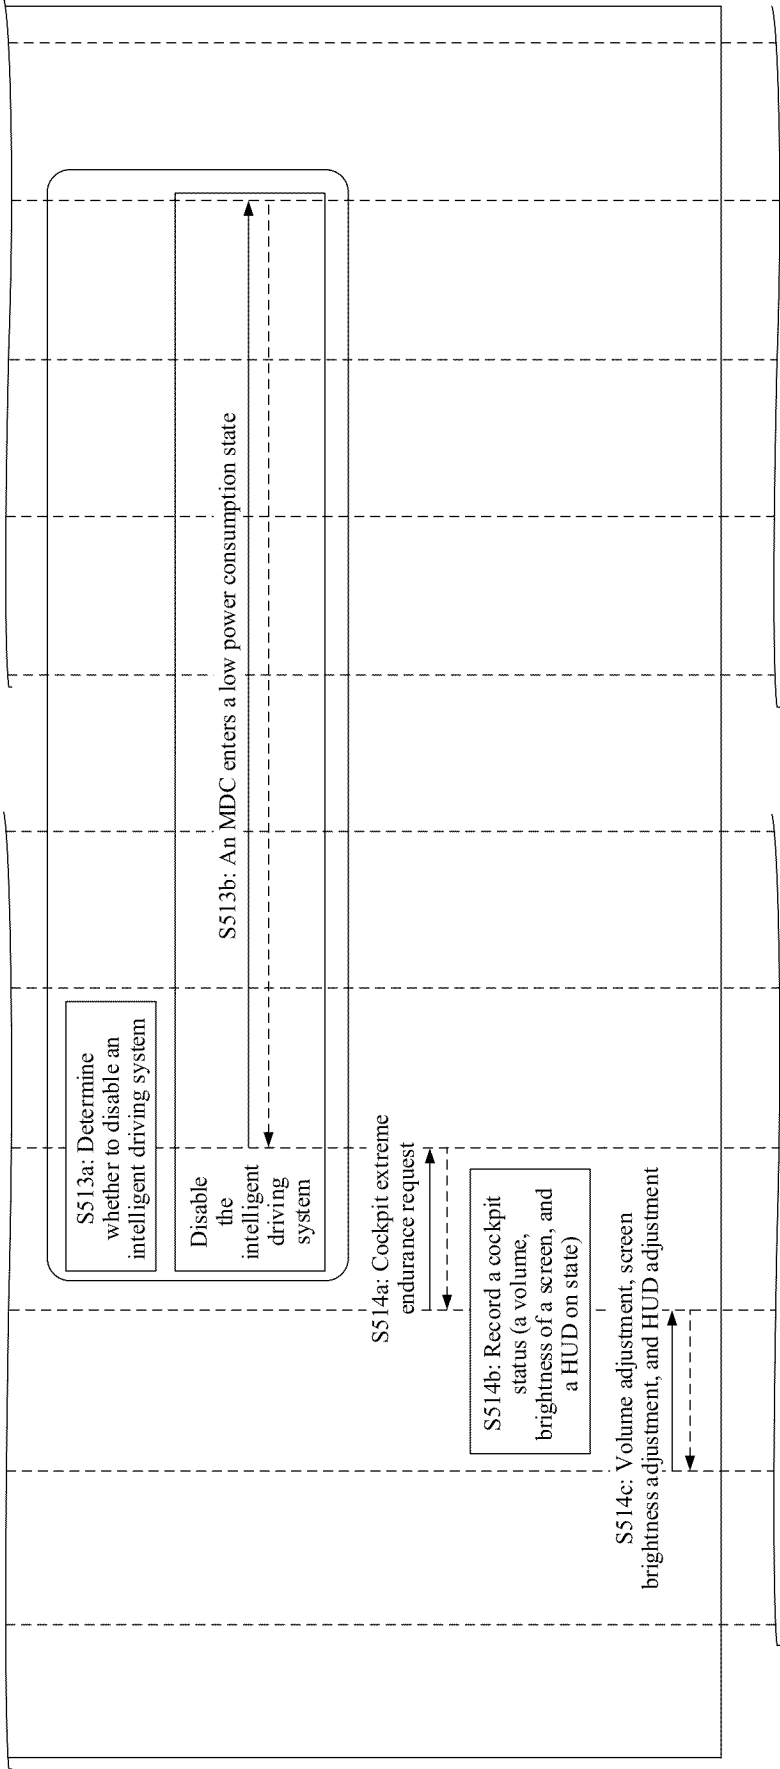 S513a: Determine
whether to disable an
intelligent driving system
Disable
the
intelligent
driving
system
S513b: An MDC enters a low power consumption state
S514a: Cockpit extreme
endurance request
S514b: Record a cockpit
status (a volume,
brightness of a screen, and
a HUD on state)
S514c: Volume adjustment, screen
brightness adjustment, and HUD adjustment